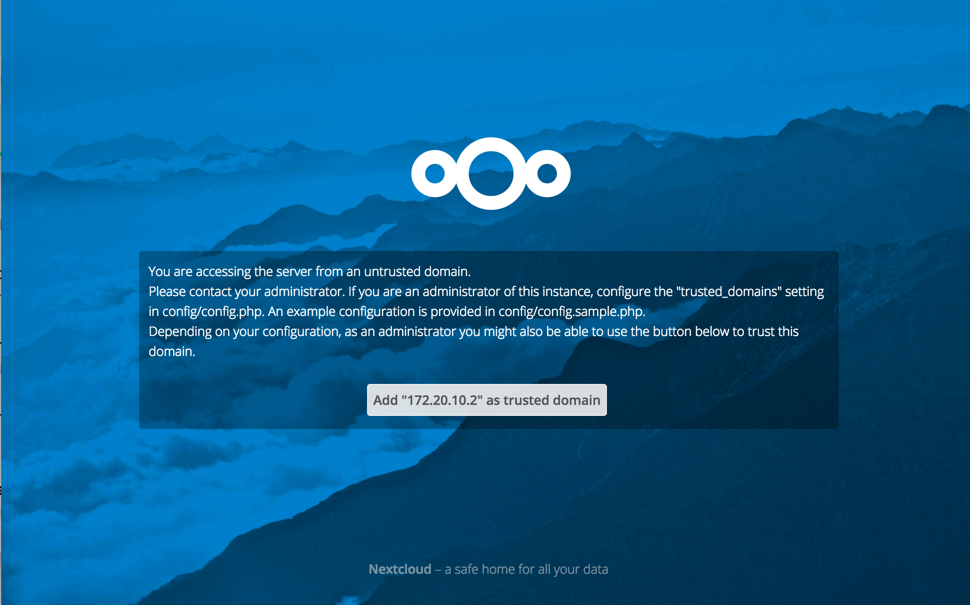 You are accessing the server from an untrusted domain.
Please contact your administrator. If you are an administrator of this instance, configure the "trusted_domains" setting
in config/config.php. An example configuration is provided in config/config.sample.php.
Depending on your configuration, as an administrator you might also be able to use the button below to trust this
domain.
Add "172.20.10.2" as trusted domain
Nextcloud – a safe home for all your data